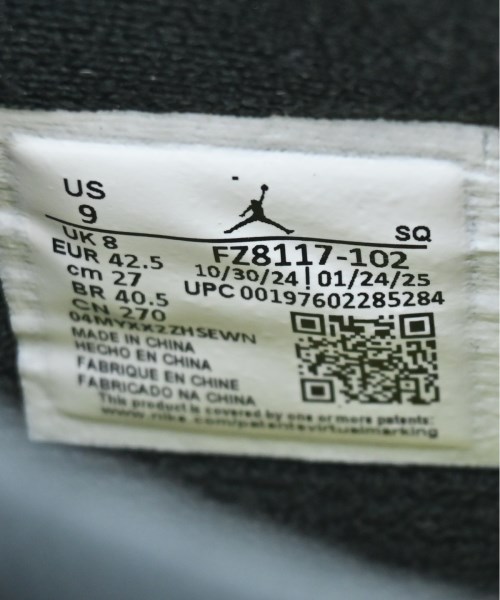 US
9
SQ
UK 8
EUR 42.5
cm 27
BR 40.5
CN 270
FZ8117-102
10/30/24 | 01/24/25
UPC 00197602285284
04MYXX2ZHSEWN
MADE IN CHINA
HECHO EN CHINA
FABRIQUE EN CHINE
FABRICADO NA CHINA
This product is covered by one or more patents:
www.nike.com/patentsvirtualmarking